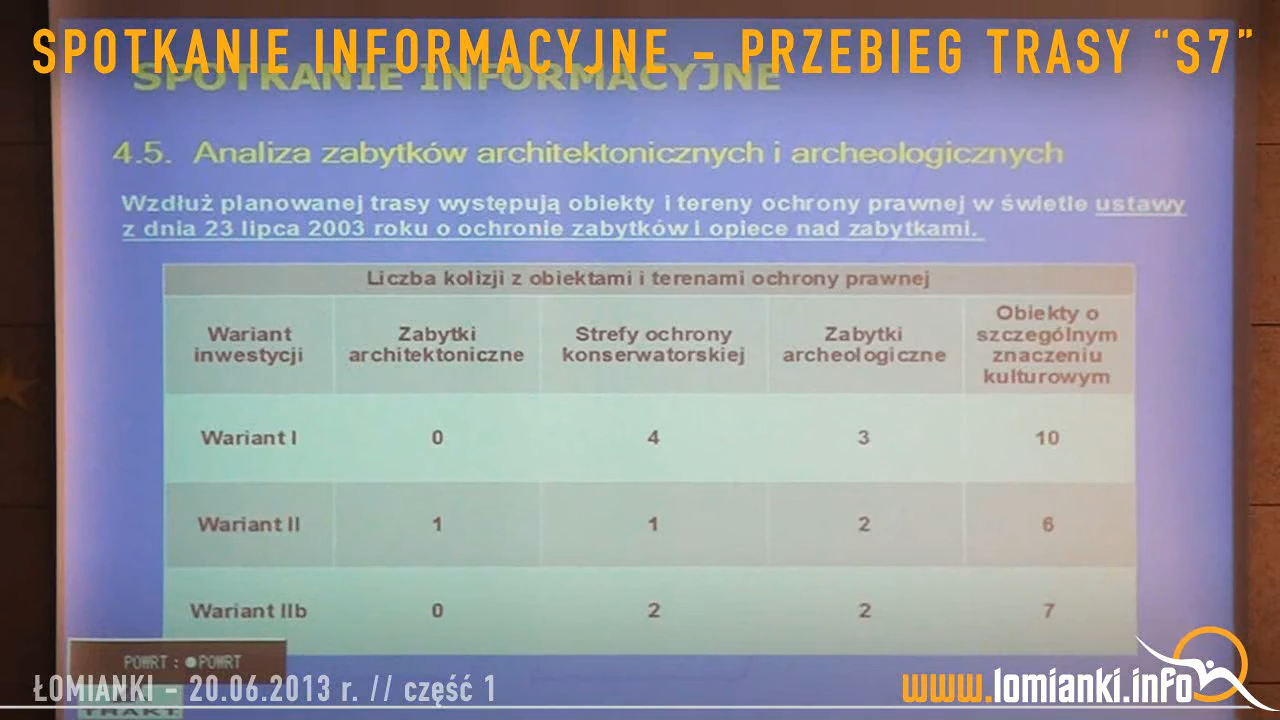 SPOTKANIE INFORMACYJNE - PRZEBIEG TRASY “S7”
SPOTKANIE INFORMACYJNE
4.5. Analiza zabytków architektonicznych i archeologicznych
Wzdłuż planowanej trasy występują obiekty i tereny ochrony prawnej w świetle ustawy
z dnia 23 lipca 2003 roku o ochronie zabytków i opiece nad zabytkami.
Liczba kolizji z obiektami i terenami ochrony prawnej
Wariant inwestycji
Zabytki architektoniczne
Strefy ochrony konserwatorskiej
Zabytki archeologiczne
Obiekty o szczególnym znaczeniu kulturowym
Wariant I 0 4 3 10
Wariant II 1 1 2 6
Wariant IIb 0 2 2 7
POWRT : ●POWRT
ŁOMIANKI - 20.06.2013 r. // część 1
TRAKT
www.lomianki.info